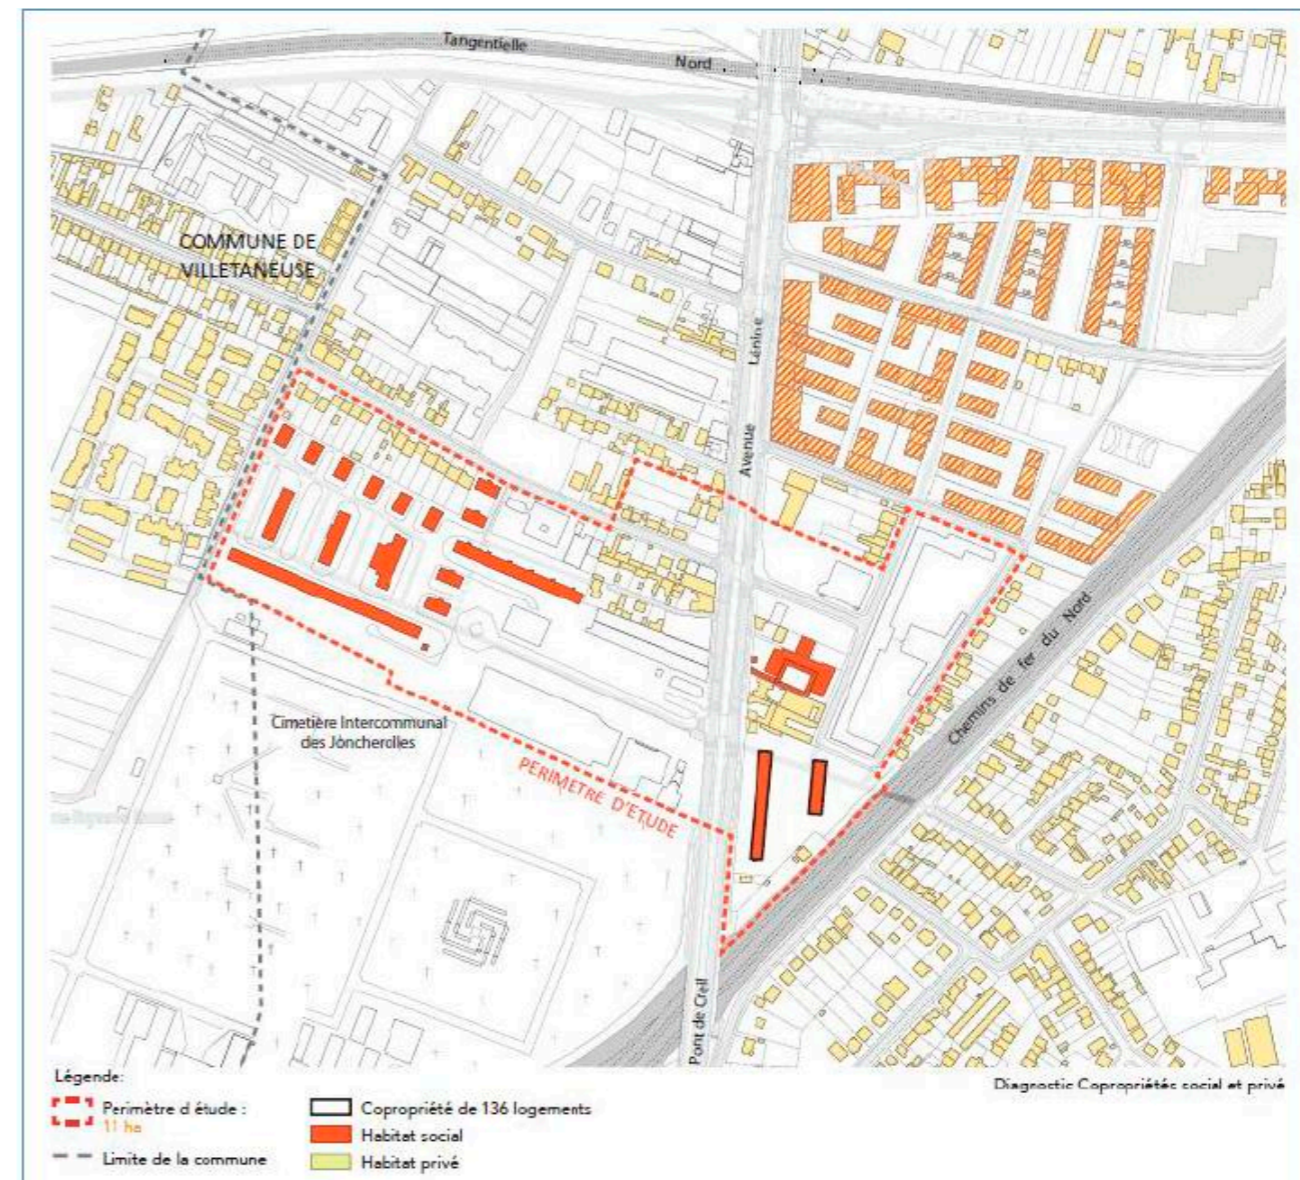 Tangentielle
Nord
COMMUNE DE
VILLETANEUSE
Avenue
Lénine
Chemins de fer du Nord
Cimetière Intercommunal
des Jòncherolles
PERIMETRE D'ETUDE
Pont de Creil
Légende:
Diagnostic Copropriétés social et privé
Perimètre d étude :
11 ha
Limite de la commune
Copropriété de 136 logements
Habitat social
Habitat privé